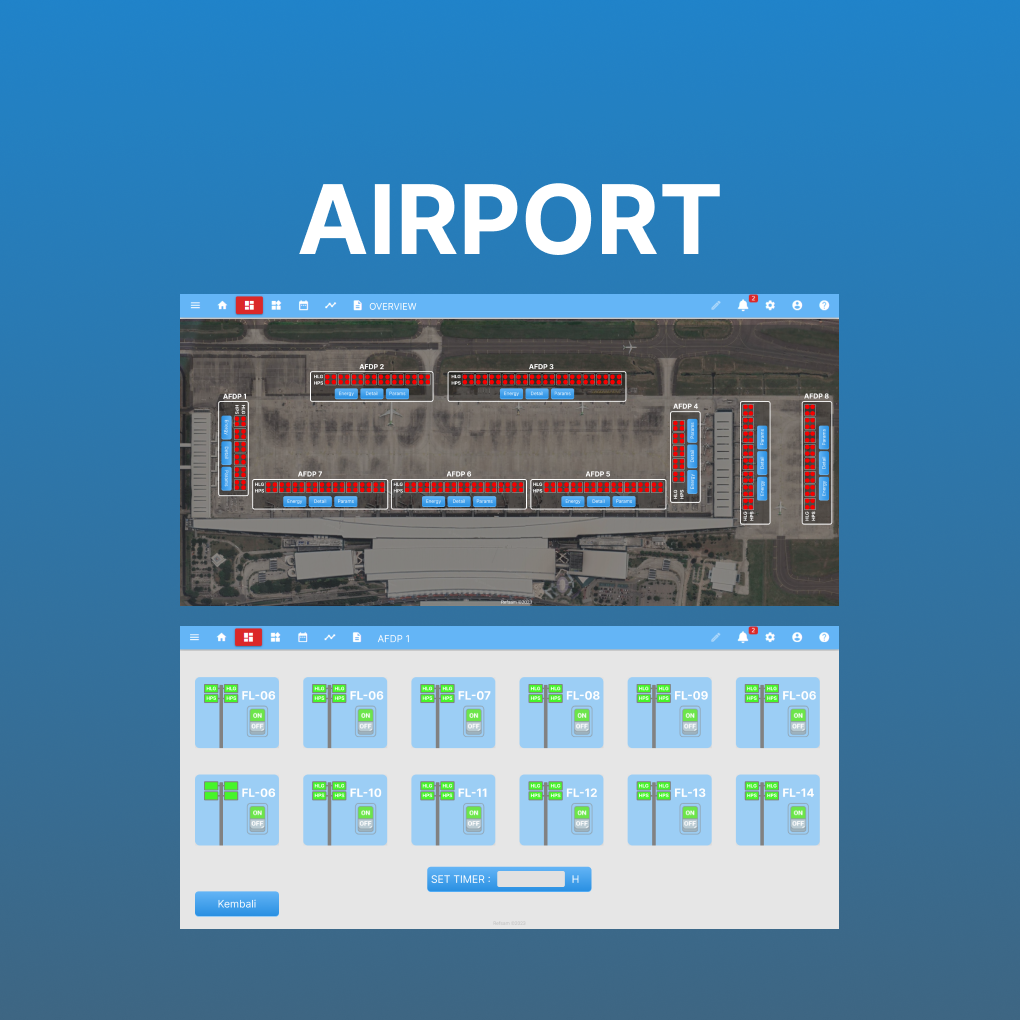 AIRPORT
OVERVIEW
2
AFDP 2
HLG
HPS
Energy Detail Params
AFDP 3
HLG
HPS
Energy Detail Params
AFDP 1
HLG
HPS
Params
Detail
Energy
AFDP 4
Params
Detail
Energy
HLG
HPS
Params
Detail
Energy
HLG
HPS
AFDP 8
Params
Detail
Energy
HLG
HPS
AFDP 7
HLG
HPS
Energy Detail Params
AFDP 6
HLG
HPS
Energy Detail Params
AFDP 5
HLG
HPS
Energy Detail Params
AFDP 1
2
HLG HLG
HPS HPS
FL-06
ON
OFF
HLG HLG
HPS HPS
FL-06
ON
OFF
HLG HLG
HPS HPS
FL-07
ON
OFF
HLG HLG
HPS HPS
FL-08
ON
OFF
HLG HLG
HPS HPS
FL-09
ON
OFF
HLG HLG
HPS HPS
FL-06
ON
OFF
FL-06
ON
OFF
HLG HLG
HPS HPS
FL-10
ON
OFF
HLG HLG
HPS HPS
FL-11
ON
OFF
HLG HLG
HPS HPS
FL-12
ON
OFF
HLG HLG
HPS HPS
FL-13
ON
OFF
HLG HLG
HPS HPS
FL-14
ON
OFF
SET TIMER : H
Kembali